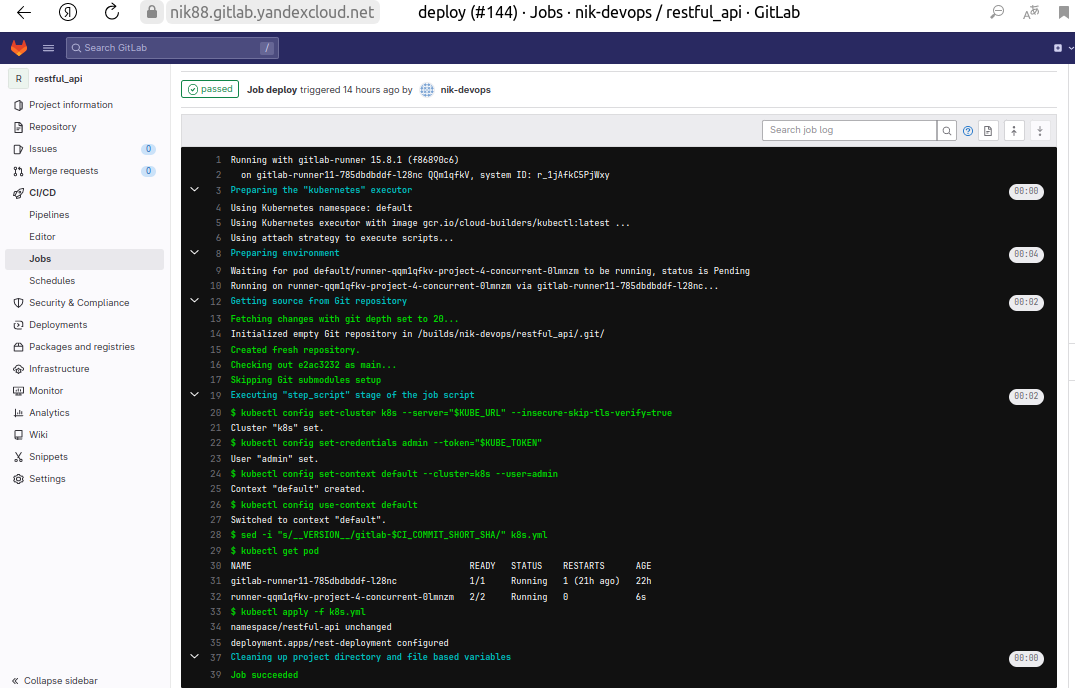 nik88.gitlab.yandexcloud.net deploy (#144) · Jobs · nik-devops / restful_api · GitLab
Search GitLab /
R restful_api
Project information
Repository
Issues 0
Merge requests 0
CI/CD
Pipelines
Editor
Jobs
Schedules
Security & Compliance
Deployments
Packages and registries
Infrastructure
Monitor
Analytics
Wiki
Snippets
Settings
« Collapse sidebar
passed Job deploy triggered 14 hours ago by nik-devops
Search job log
1 Running with gitlab-runner 15.8.1 (f86890c6)
2 on gitlab-runner11-785dbdbddf-l28nc QQm1qfkV, system ID: r_1jAfkC5PjWxy
3 Preparing the "kubernetes" executor 00:00
4 Using Kubernetes namespace: default
5 Using Kubernetes executor with image gcr.io/cloud-builders/kubectl:latest ...
6 Using attach strategy to execute scripts...
8 Preparing environment 00:04
9 Waiting for pod default/runner-qqm1qfkv-project-4-concurrent-0lmnzm to be running, status is Pending
10 Running on runner-qqm1qfkv-project-4-concurrent-0lmnzm via gitlab-runner11-785dbdbddf-l28nc...
12 Getting source from Git repository 00:02
13 Fetching changes with git depth set to 20...
14 Initialized empty Git repository in /builds/nik-devops/restful_api/.git/
15 Created fresh repository.
16 Checking out e2ac3232 as main...
17 Skipping Git submodules setup
19 Executing "step_script" stage of the job script 00:02
20 $ kubectl config set-cluster k8s --server="$KUBE_URL" --insecure-skip-tls-verify=true
21 Cluster "k8s" set.
22 $ kubectl config set-credentials admin --token="$KUBE_TOKEN"
23 User "admin" set.
24 $ kubectl config set-context default --cluster=k8s --user=admin
25 Context "default" created.
26 $ kubectl config use-context default
27 Switched to context "default".
28 $ sed -i "s/__VERSION__/gitlab-$CI_COMMIT_SHORT_SHA/" k8s.yml
29 $ kubectl get pod
30 NAME READY STATUS RESTARTS AGE
31 gitlab-runner11-785dbdbddf-l28nc 1/1 Running 1 (21h ago) 22h
32 runner-qqm1qfkv-project-4-concurrent-0lmnzm 2/2 Running 0 6s
33 $ kubectl apply -f k8s.yml
34 namespace/restful-api unchanged
35 deployment.apps/rest-deployment configured
37 Cleaning up project directory and file based variables 00:00
39 Job succeeded